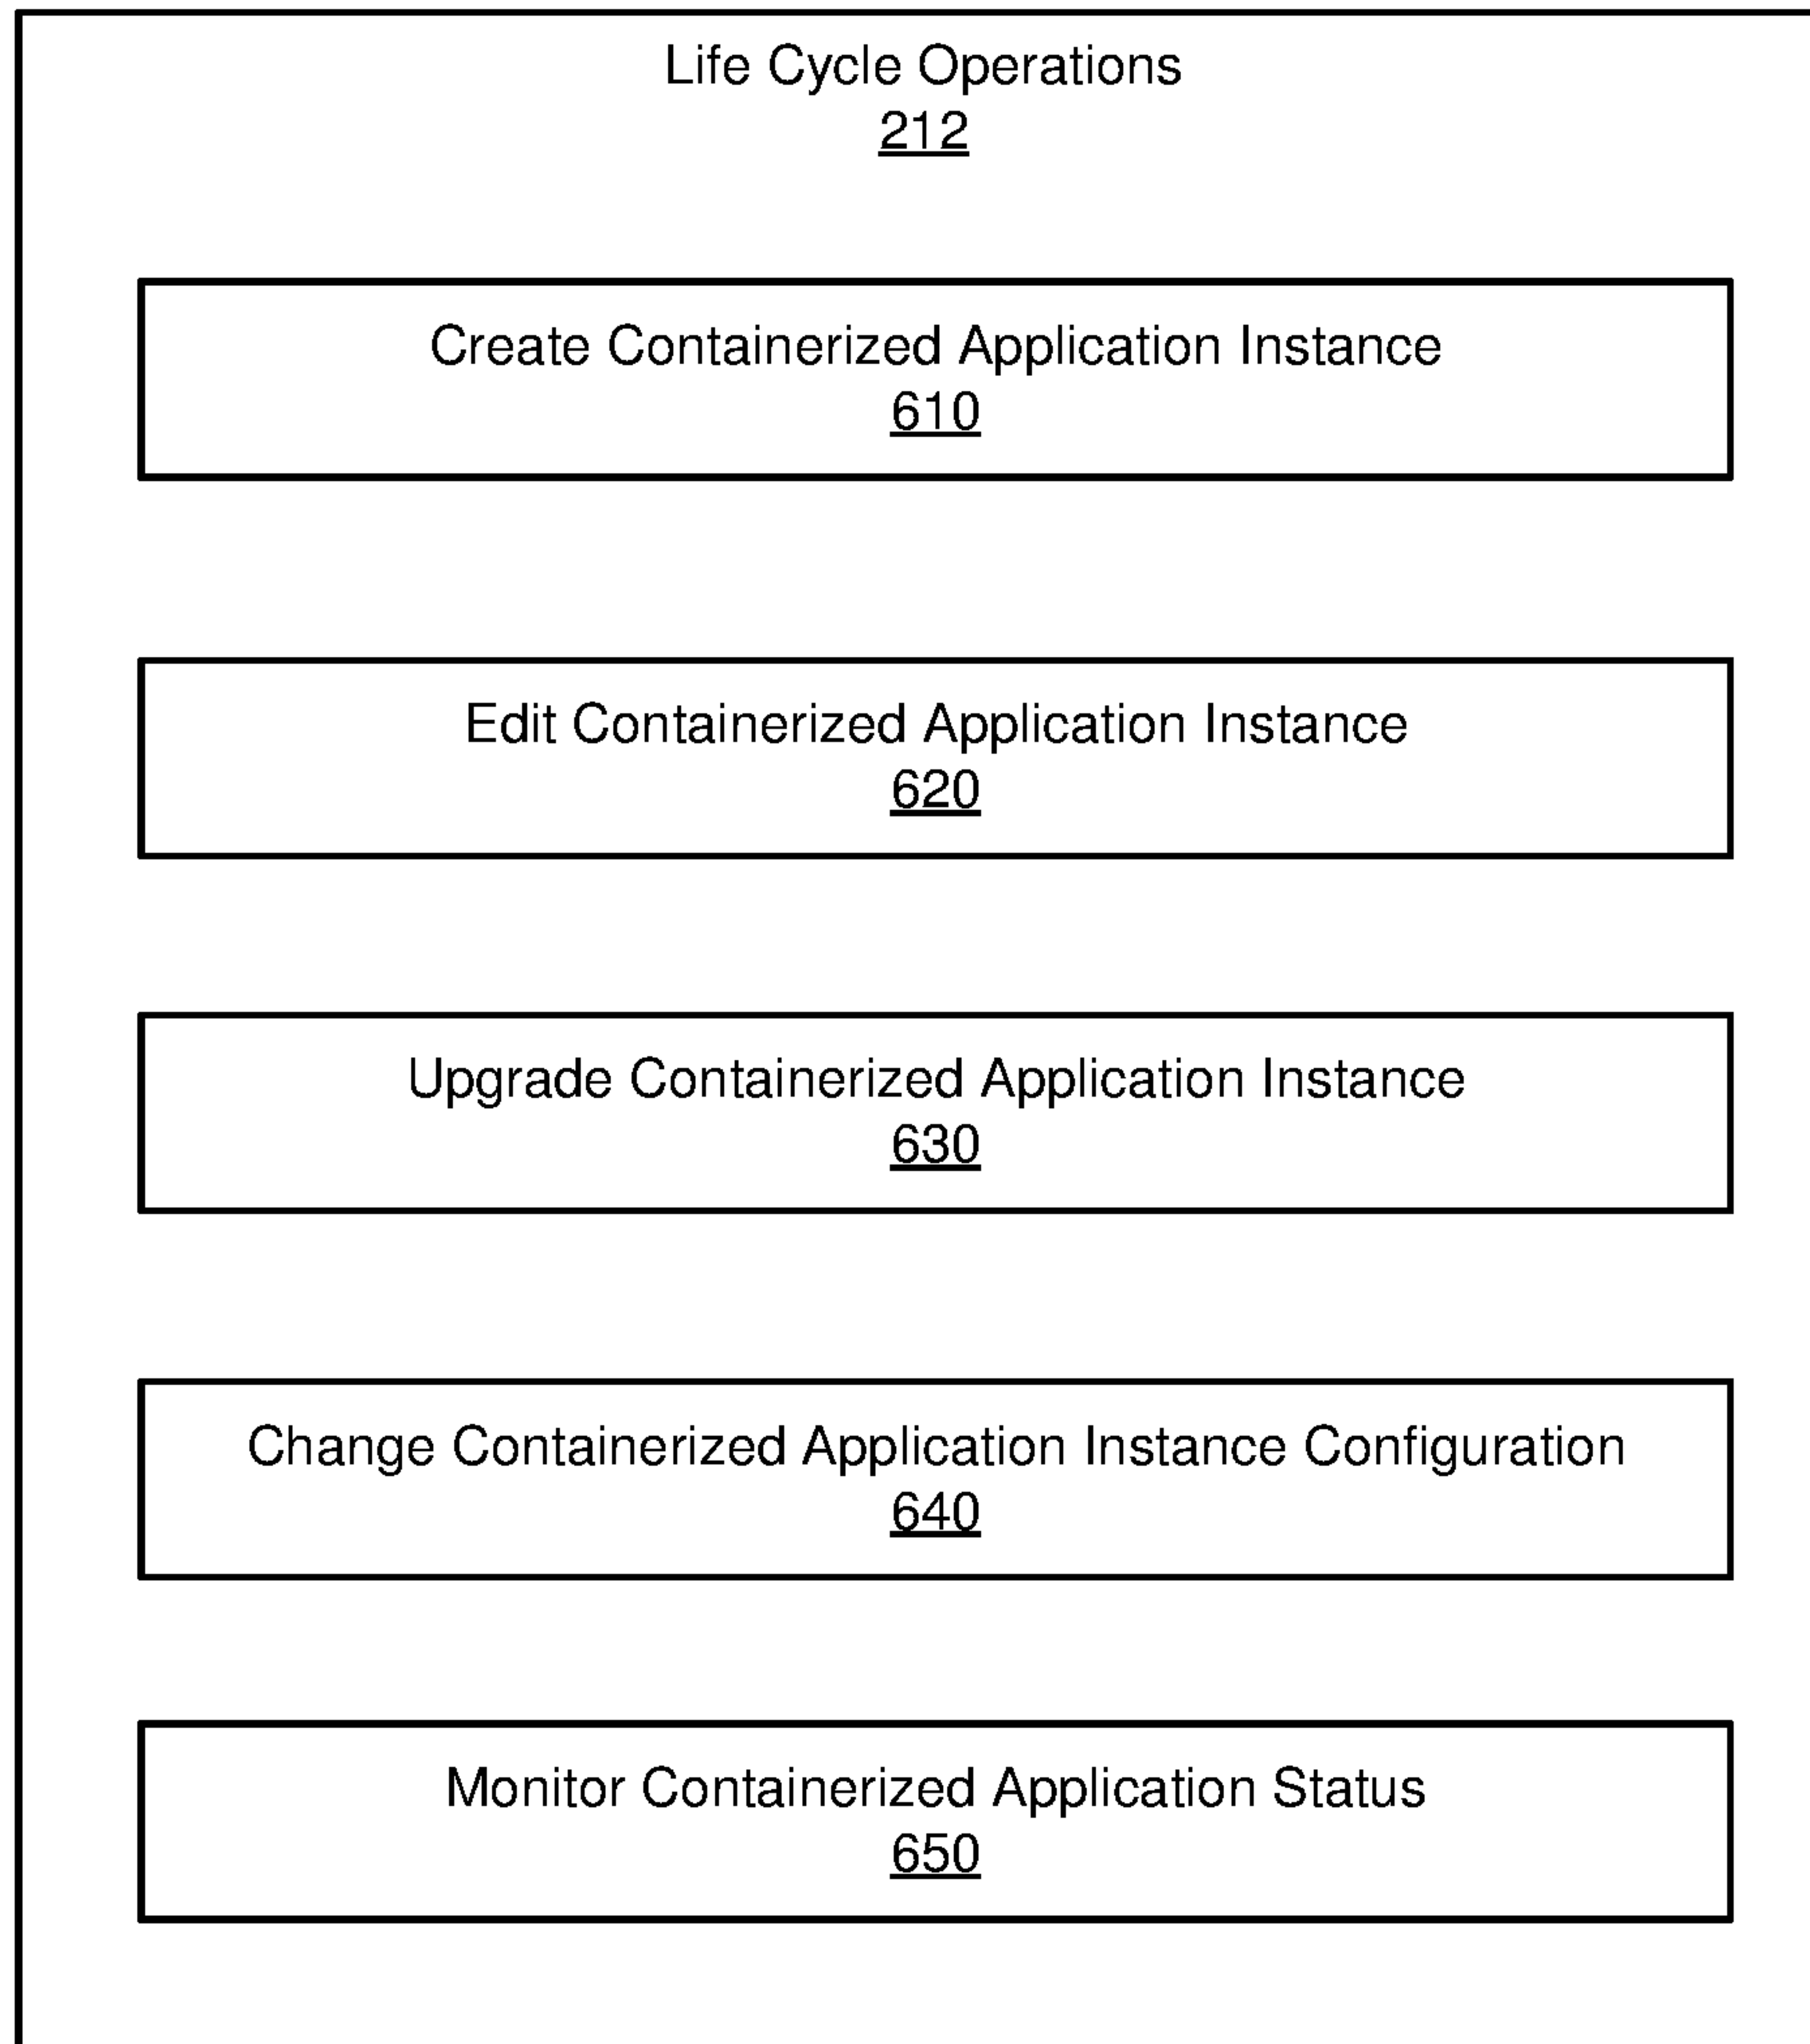 Life Cycle Operations
212
Create Containerized Application Instance
610
Edit Containerized Application Instance
620
Upgrade Containerized Application Instance
630
Change Containerized Application Instance Configuration
640
Monitor Containerized Application Status
650